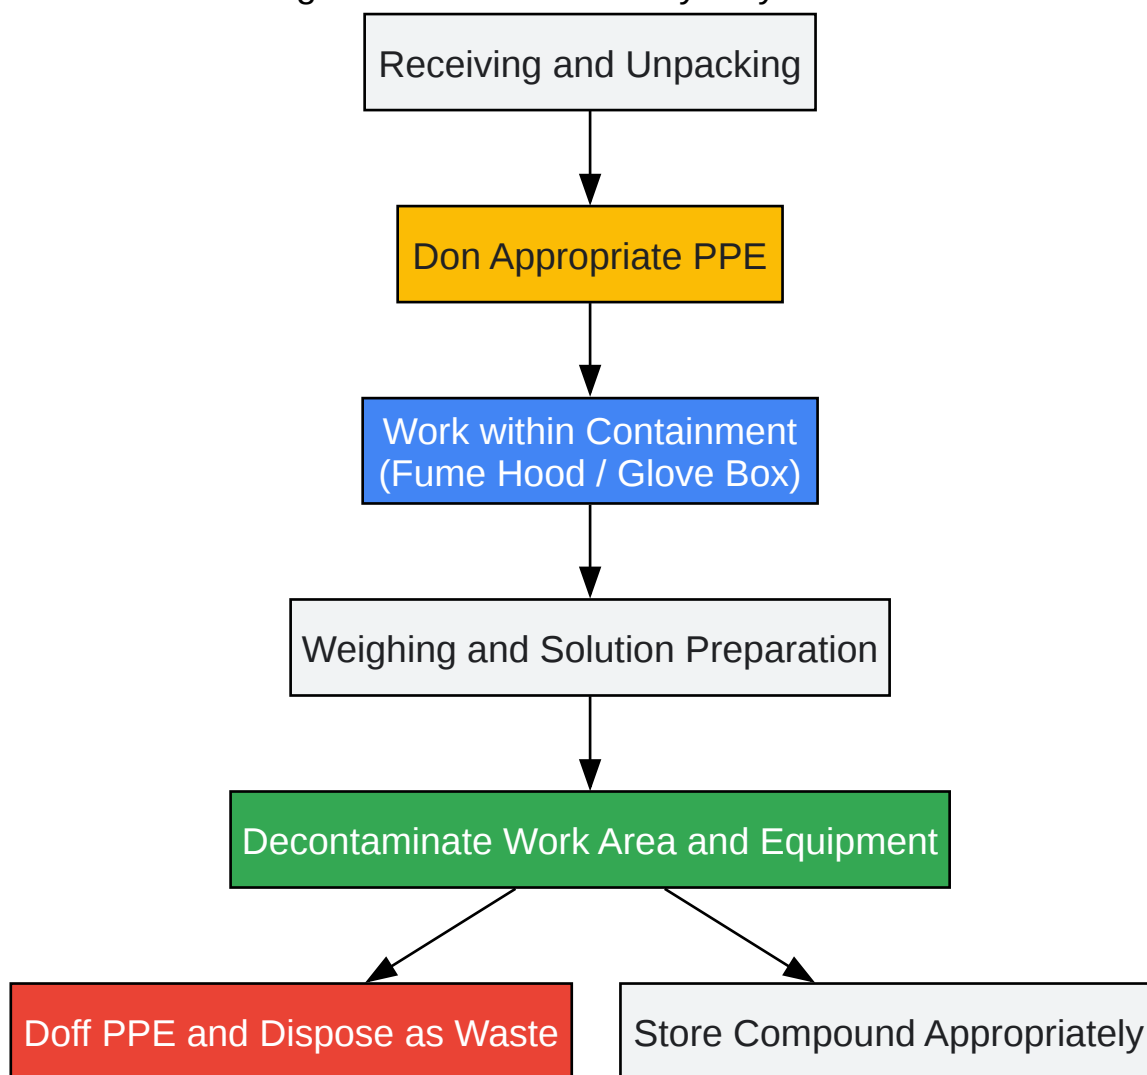 Receiving and Unpacking
Don Appropriate PPE
Work within Containment
(Fume Hood / Glove Box)
Weighing and Solution Preparation
Decontaminate Work Area and Equipment
Doff PPE and Dispose as Waste
Store Compound Appropriately